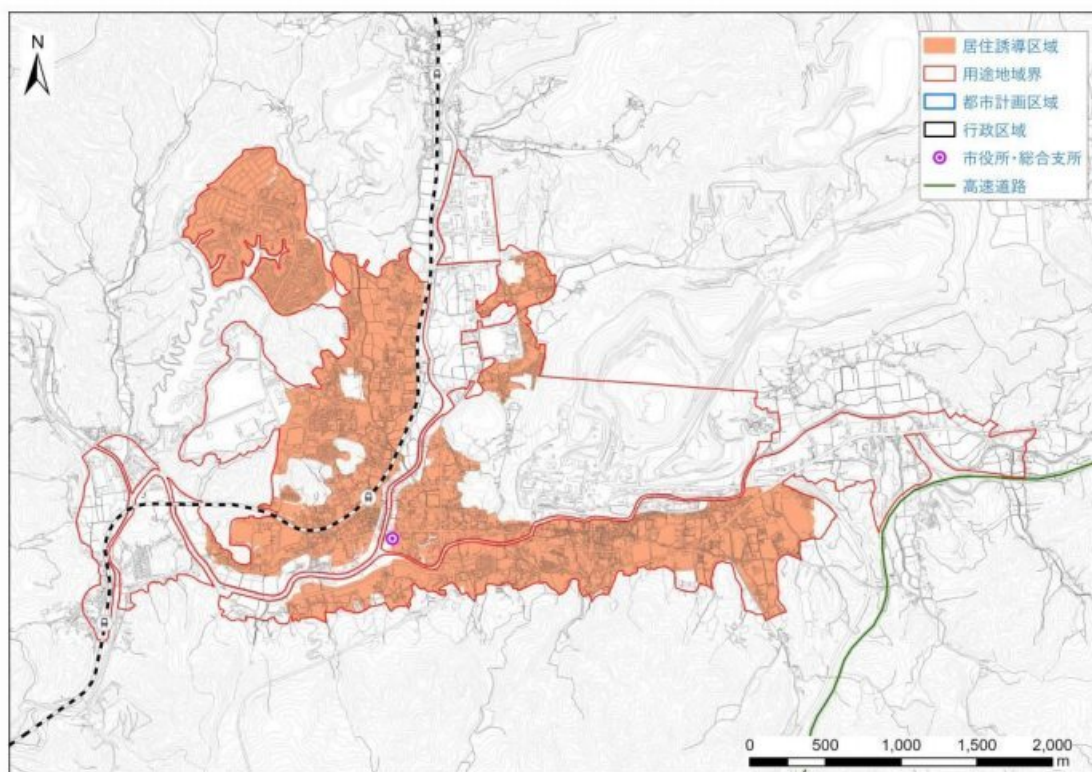 N
居住誘導区域
用途地域界
都市計画区域
行政区域
市役所・総合支所
高速道路
0 500 1,000 1,500 2,000
m